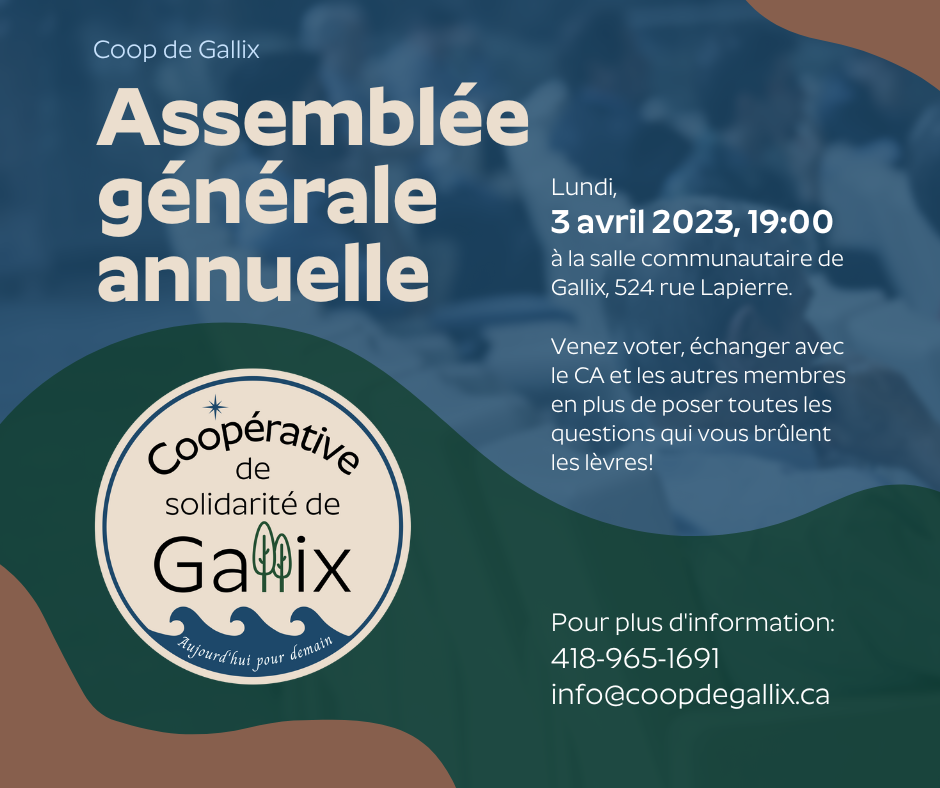 Coop de Gallix
Assemblée
générale
annuelle
Lundi,
3 avril 2023, 19:00
à la salle communautaire de
Gallix, 524 rue Lapierre.
Venez voter, échanger avec
le CA et les autres membres
en plus de poser toutes les
questions qui vous brûlent
les lèvres!
Coopérative
de
solidarité de
Gallix
Aujourd'hui pour demain
Pour plus d'information:
418-965-1691
info@coopdegallix.ca